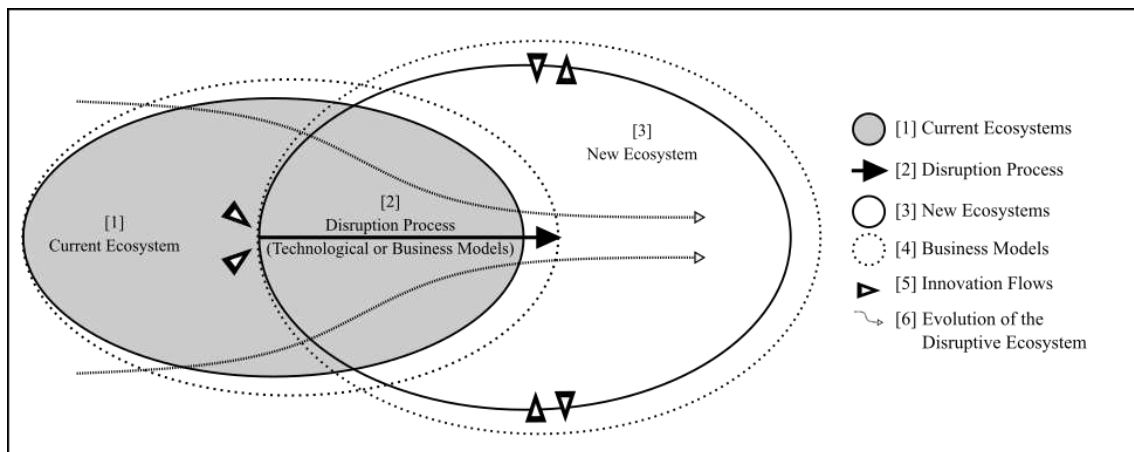 [1]
Current Ecosystem
[2]
Disruption Process
(Technological or Business Models)
[3]
New Ecosystem
[1] Current Ecosystems
[2] Disruption Process
[3] New Ecosystems
[4] Business Models
[5] Innovation Flows
[6] Evolution of the
Disruptive Ecosystem